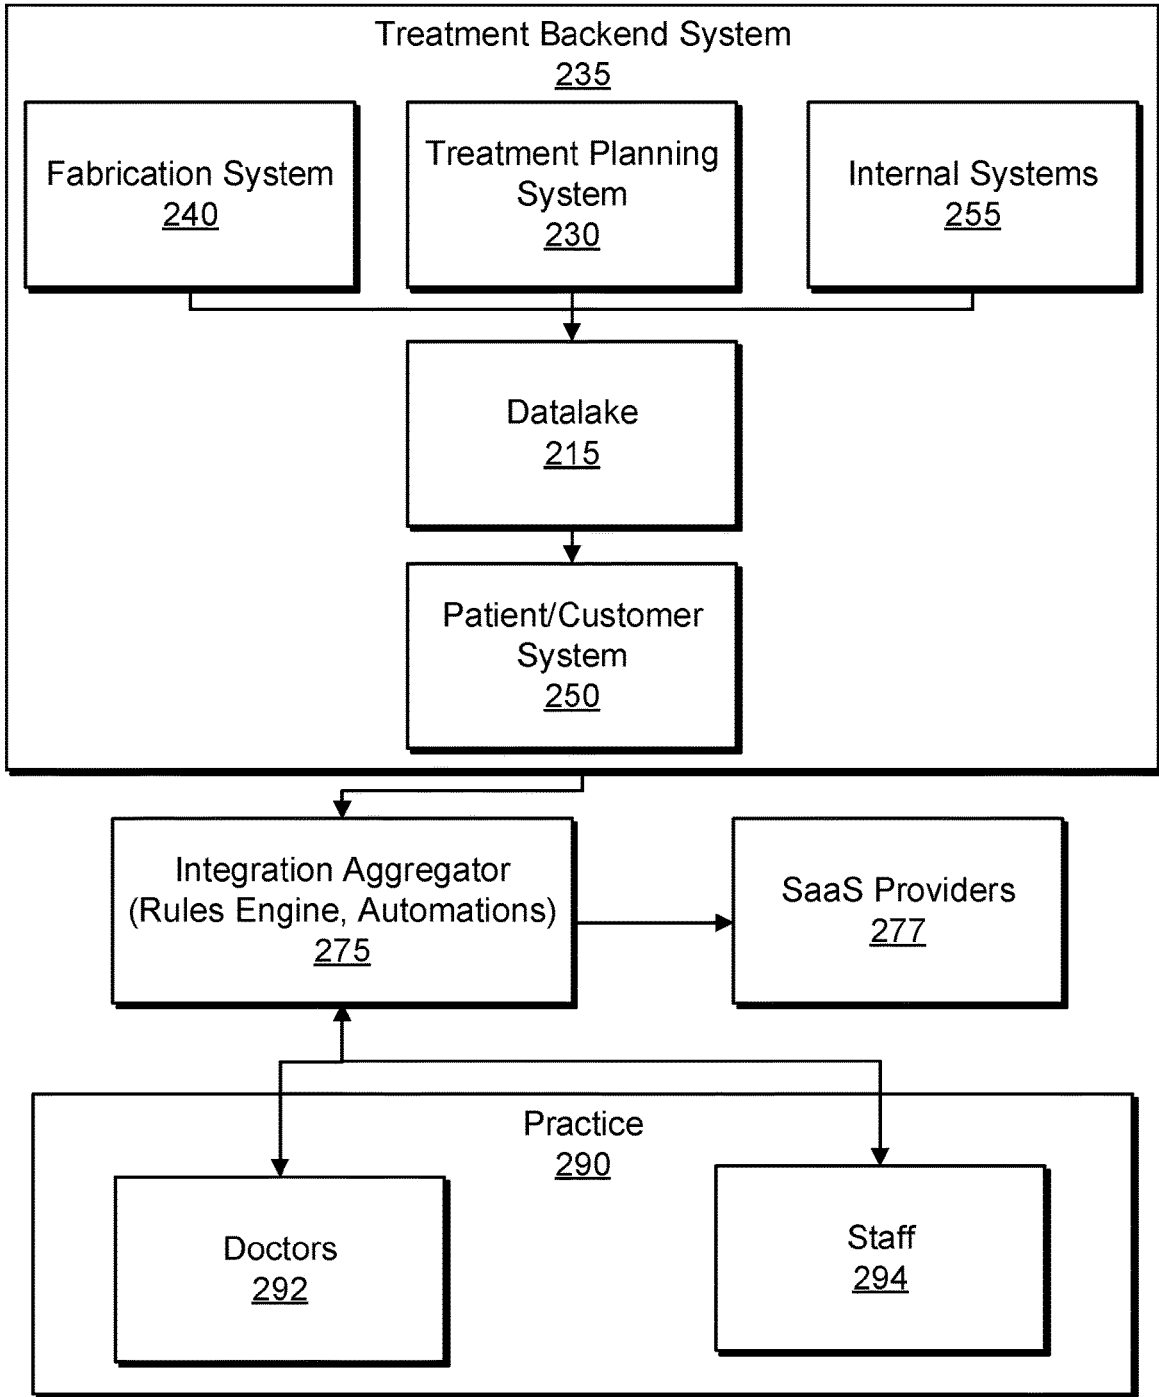 Treatment Backend System
235
Fabrication System
240
Treatment Planning
System
230
Internal Systems
255
Datalake
215
Patient/Customer
System
250
Integration Aggregator
(Rules Engine, Automations)
275
SaaS Providers
277
Practice
290
Doctors
292
Staff
294